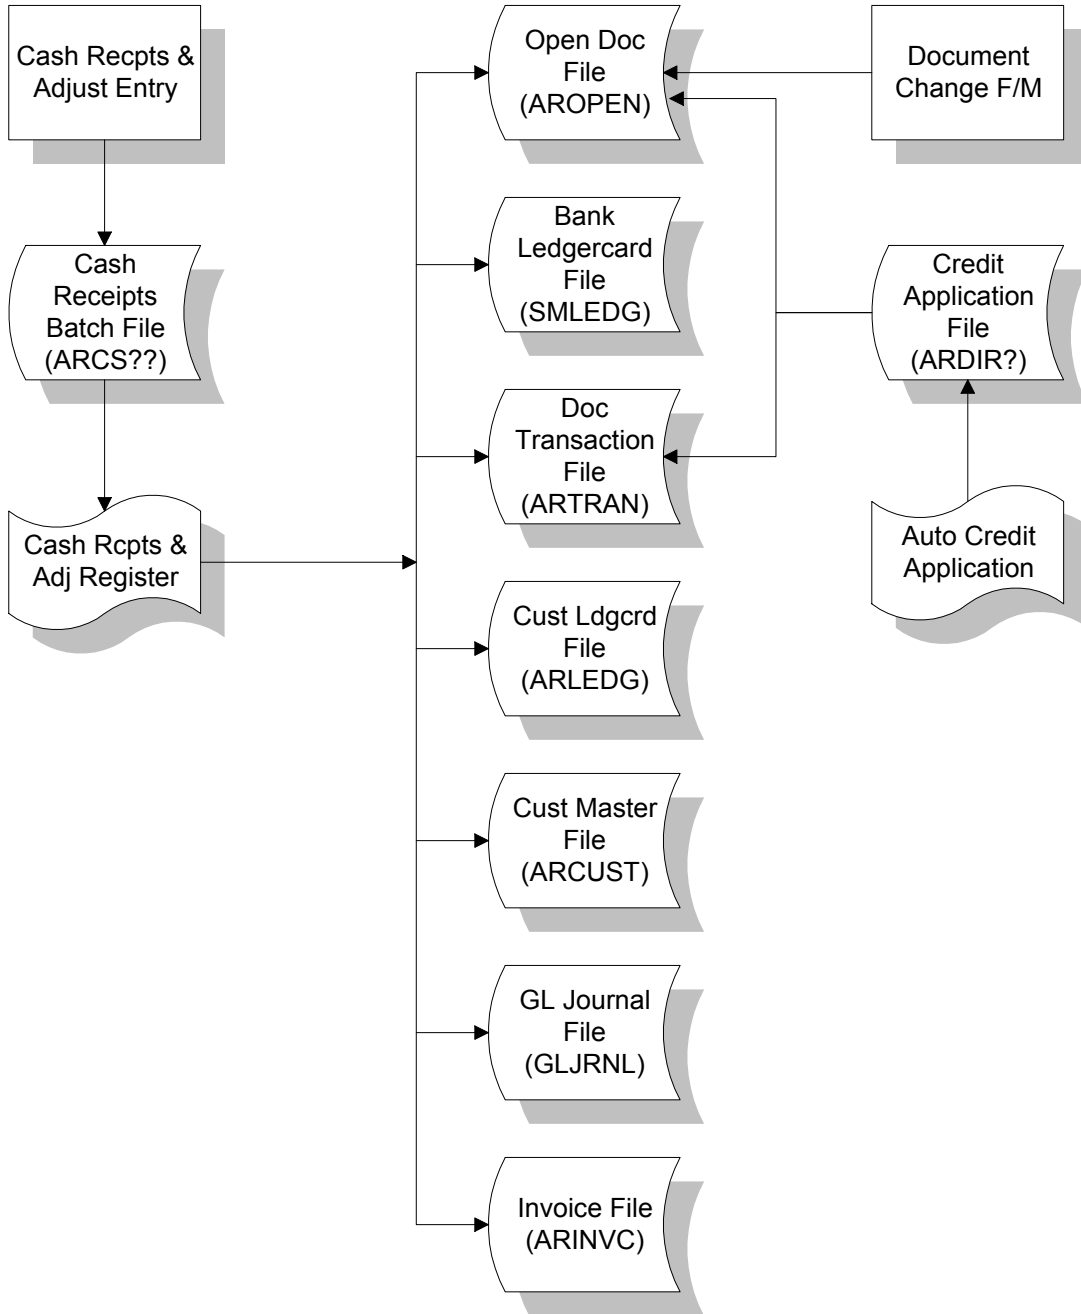 Cash Recpts &
Adjust Entry
Cash
Receipts
Batch File
(ARCS??)
Cash Rcpts &
Adj Register
Open Doc
File
(AROPEN)
Bank
Ledgercard
File
(SMLEDG)
Doc
Transaction
File
(ARTRAN)
Cust Ldgcrd
File
(ARLEDG)
Cust Master
File
(ARCUST)
GL Journal
File
(GLJRNL)
Invoice File
(ARINVC)
Document
Change F/M
Credit
Application
File
(ARDIR?)
Auto Credit
Application